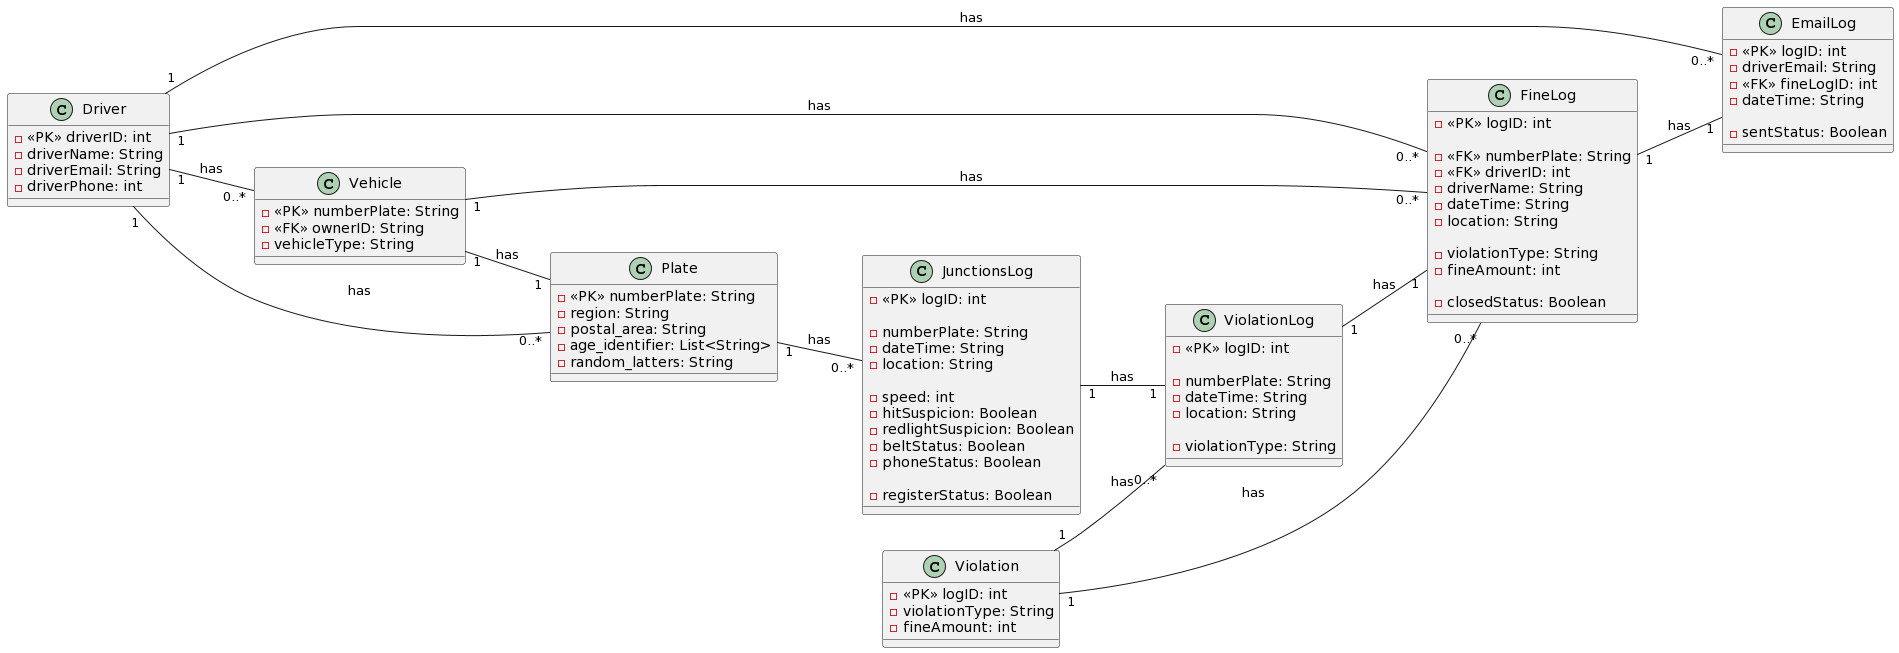 has
C EmailLog
«PK» logID: int
driverEmail: String
«FK» fineLogID: int
dateTime: String
sentStatus: Boolean
1
0..*
C Driver
«PK» driverID: int
driverName: String
driverEmail: String
driverPhone: int
has
1
0..*
C FineLog
«PK» logID: int
«FK» numberPlate: String
«FK» driverID: int
driverName: String
dateTime: String
location: String
violationType: String
fineAmount: int
closedStatus: Boolean
has
1
1
has
1
0..*
C Vehicle
«PK» numberPlate: String
«FK» ownerID: String
vehicleType: String
has
1
0..*
has
1
1
C Plate
«PK» numberPlate: String
region: String
postal_area: String
age_identifier: List<String>
random_latters: String
1
has
0..*
has
1
0..*
C JunctionsLog
«PK» logID: int
numberPlate: String
dateTime: String
location: String
speed: int
hitSuspicion: Boolean
redlightSuspicion: Boolean
beltStatus: Boolean
phoneStatus: Boolean
registerStatus: Boolean
has
1
1
C ViolationLog
«PK» logID: int
numberPlate: String
dateTime: String
location: String
violationType: String
has
1
1
has
0..*
1
has
0..*
1
C Violation
«PK» logID: int
violationType: String
fineAmount: int